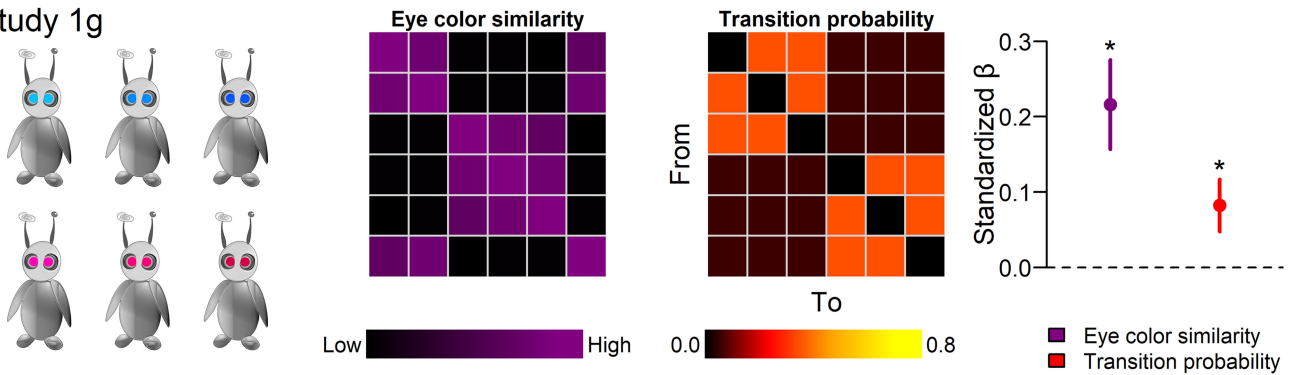 tudy 1g
Eye color similarity
Low
High
Transition probability
From
To
0.0
0.8
Standardized β
0.3
0.2
0.1
0.0
*
*
Eye color similarity
Transition probability